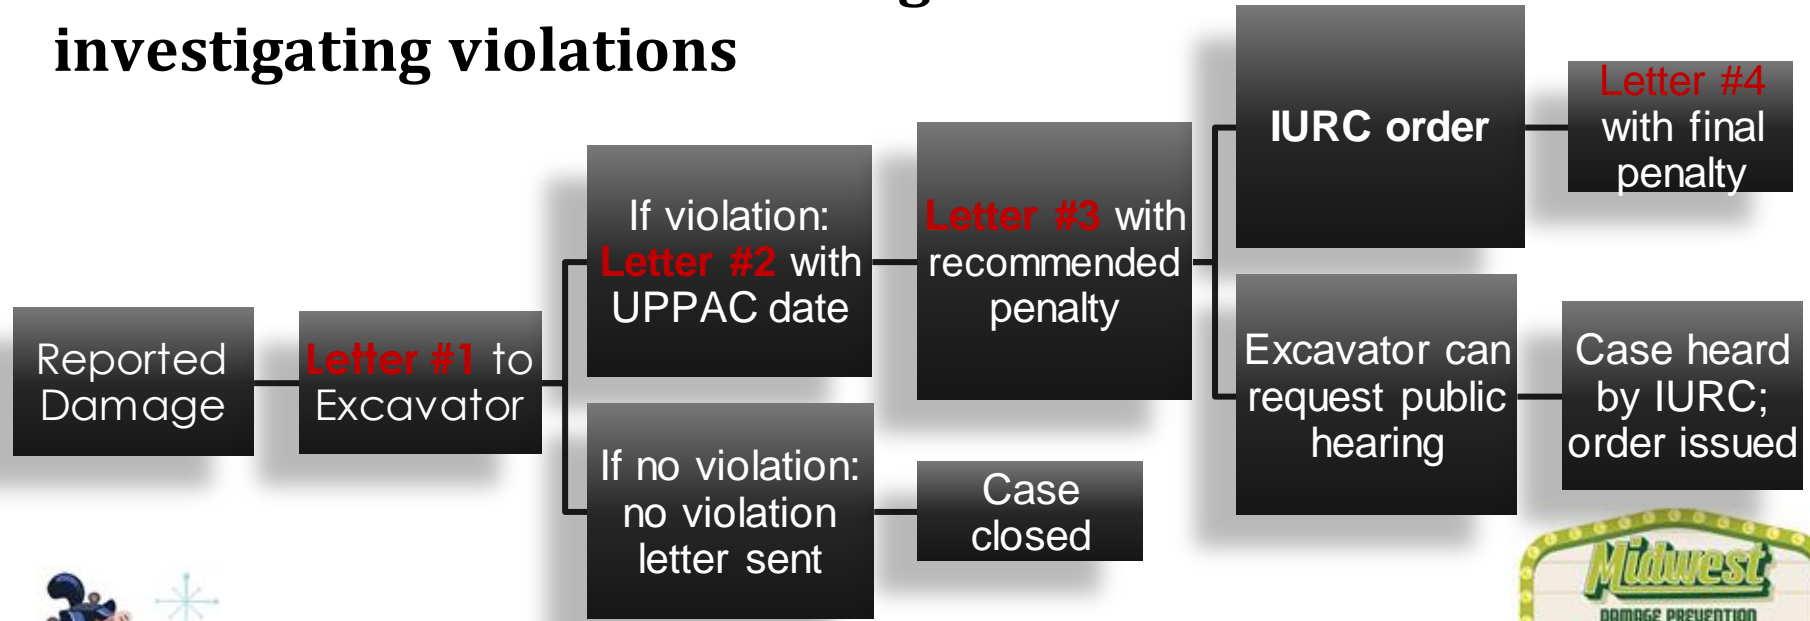 investigating violations
Reported
Damage
Letter #1 to
Excavator
If violation:
Letter #2 with
UPPAC date
If no violation:
no violation
letter sent
Letter #3 with
recommended
penalty
Case
closed
IURC order
Excavator can
request public
hearing
Letter #4
with final
penalty
Case heard
by IURC;
order issued
Midwest
DAMAGE PREVENTION